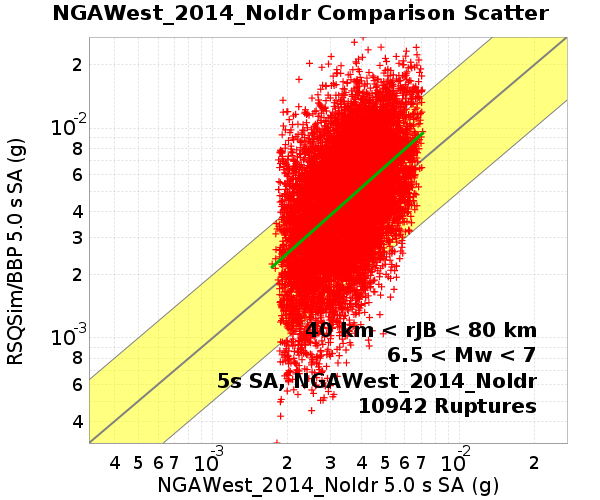 NGAWest_2014_NoIdr Comparison Scatter
2
10-2
8
6
4
3
2
10-3
8
6
4
RSQSim/BBP 5.0 s SA (g)
40 km < rJB < 80 km
6.5 < Mw < 7
5s SA, NGAWest_2014_NoIdr
10942 Ruptures
4 5 6 7 10-3 2 3 4 5 6 7 10-2 2
NGAWest_2014_NoIdr 5.0 s SA (g)